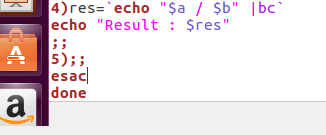 4)res=`echo "$a / $b" |bc`
echo "Result : $res"
;;
5);;
esac
done